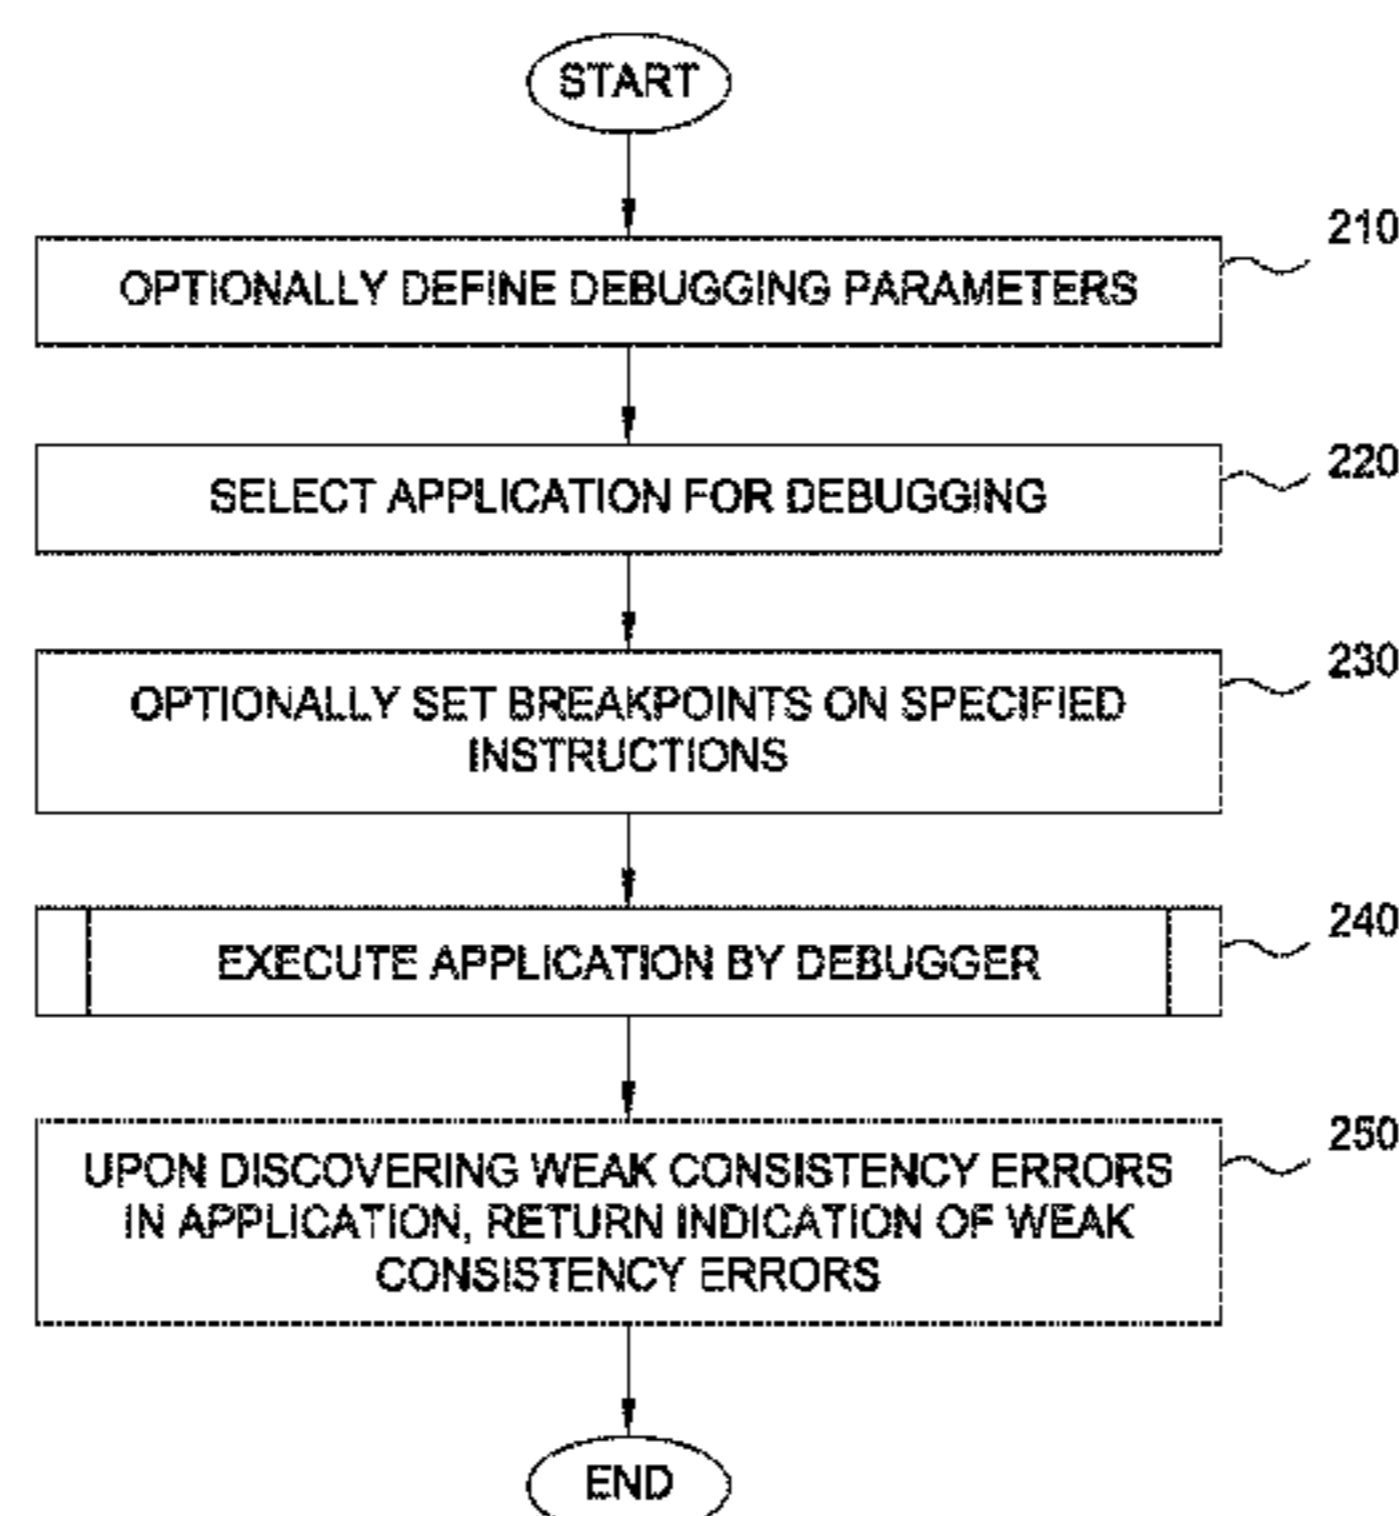 START
210
OPTIONALLY DEFINE DEBUGGING PARAMETERS
220
SELECT APPLICATION FOR DEBUGGING
230
OPTIONALLY SET BREAKPOINTS ON SPECIFIED
INSTRUCTIONS
240
EXECUTE APPLICATION BY DEBUGGER
250
UPON DISCOVERING WEAK CONSISTENCY ERRORS
IN APPLICATION, RETURN INDICATION OF WEAK
CONSISTENCY ERRORS
END